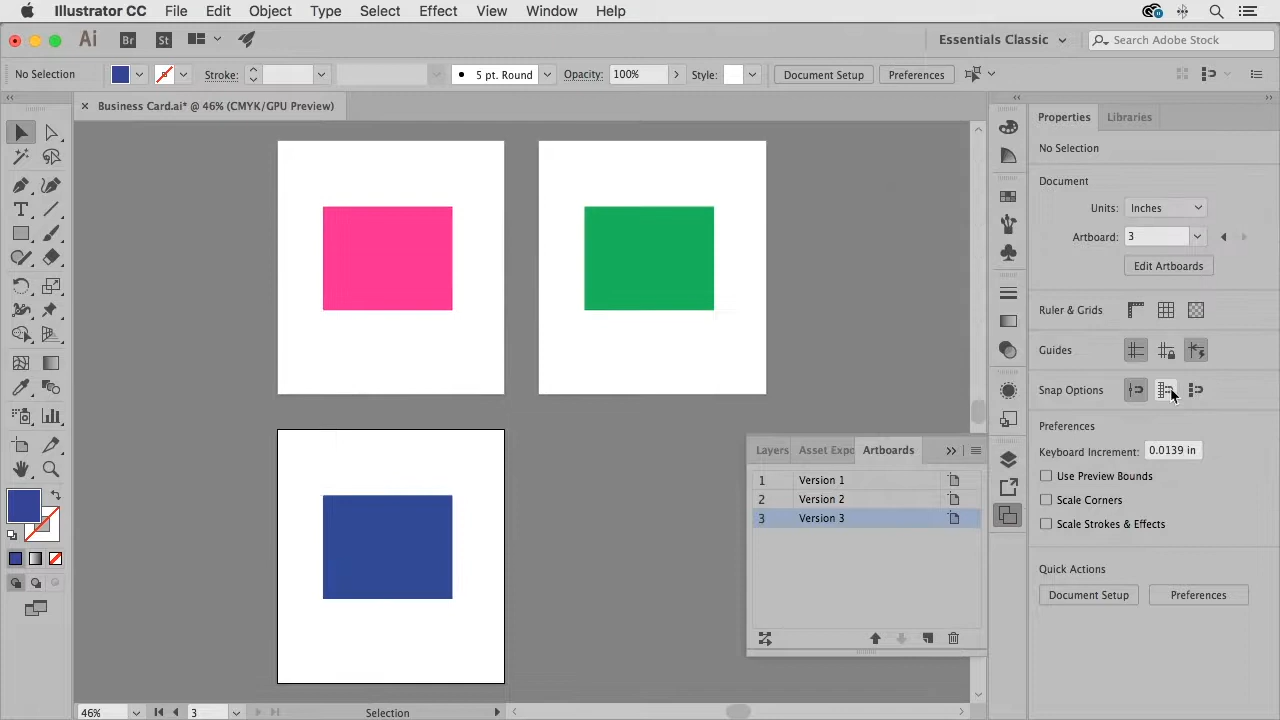 Illustrator CC File Edit Object Type Select Effect View Window Help
Ai Br St Essentials Classic Search Adobe Stock
No Selection Stroke: 5 pt. Round Opacity: 100% Style: Document Setup Preferences
× Business Card.ai* @ 46% (CMYK/GPU Preview)
Properties Libraries
No Selection
Document
Units: Inches
Artboard: 3
Edit Artboards
Ruler & Grids
Guides
Snap Options
Preferences
Keyboard Increment: 0.0139 in
Use Preview Bounds
Scale Corners
Scale Strokes & Effects
Quick Actions
Document Setup Preferences
Layers Asset Expo Artboards
1 Version 1
2 Version 2
3 Version 3
46% 3 Selection